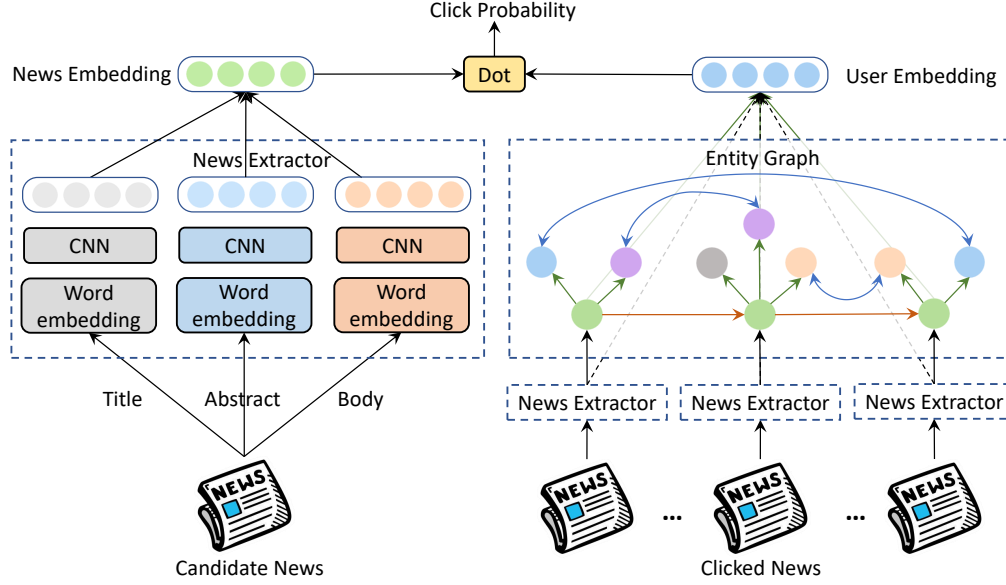 Click Probability
News Embedding
Dot
User Embedding
News Extractor
Entity Graph
CNN
CNN
CNN
Word
embedding
Word
embedding
Word
embedding
Title
Abstract
Body
News Extractor
News Extractor
News Extractor
NEWS
NEWS
...
NEWS
...
NEWS
Candidate News
Clicked News